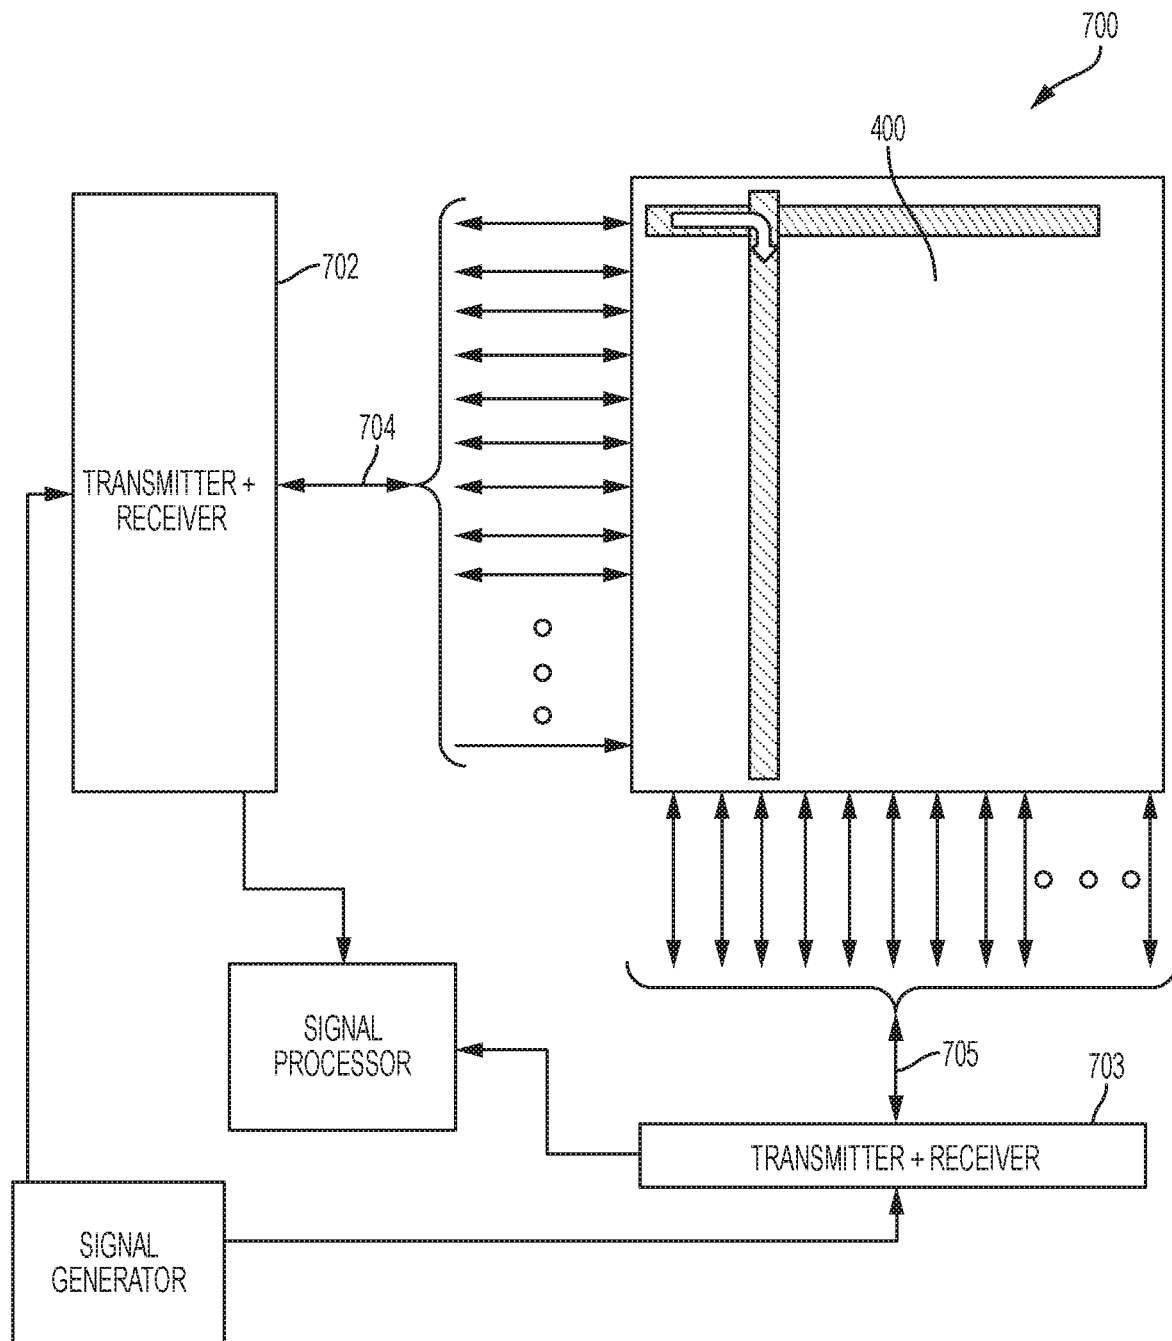 700
400
702
704
TRANSMITTER +
RECEIVER
SIGNAL
PROCESSOR
705
703
TRANSMITTER + RECEIVER
SIGNAL
GENERATOR